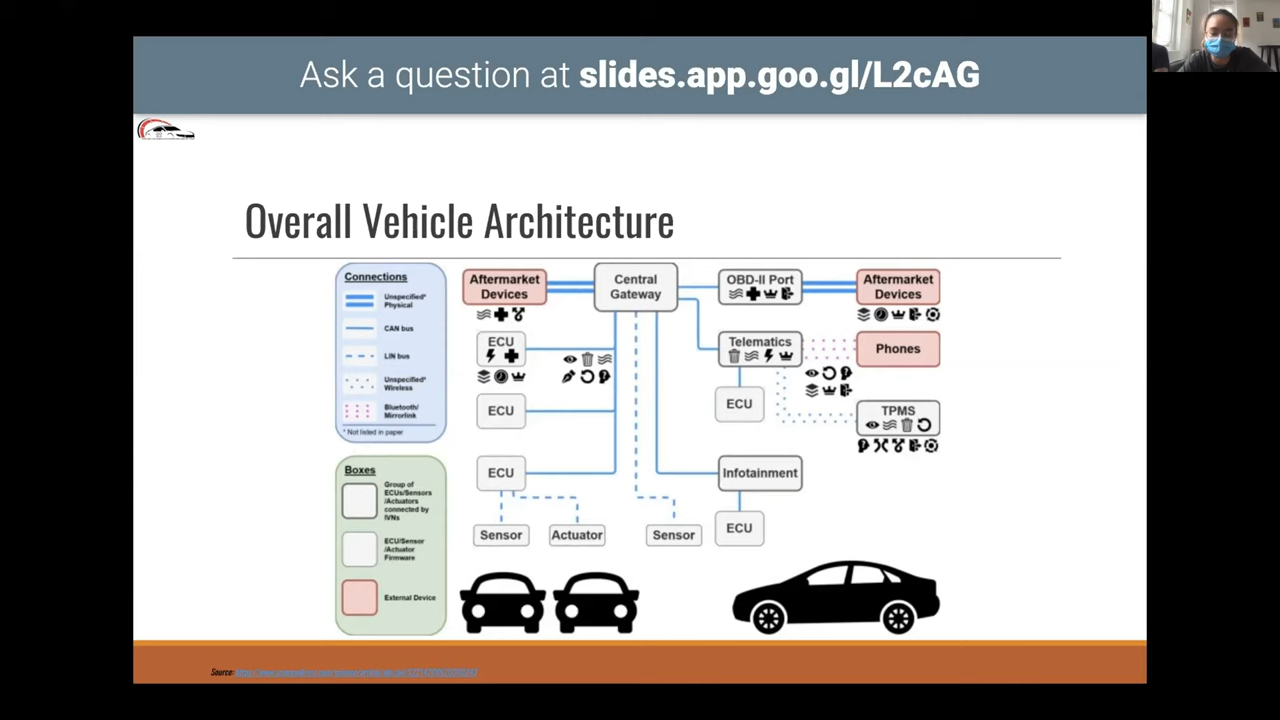 Ask a question at slides.app.goo.gl/L2cAG
Overall Vehicle Architecture
Connections
Unspecified*
Physical
CAN bus
LIN bus
Unspecified*
Wireless
Bluetooth/
Mirrorlink
* Not listed in paper
Boxes
Group of
ECUs/Sensors
/Actuators
connected by
IVNs
ECU/Sensor
/Actuator
Firmware
External Device
Aftermarket
Devices
Central
Gateway
OBD-II Port
Aftermarket
Devices
ECU
Telematics
Phones
ECU
ECU
TPMS
ECU
Infotainment
Sensor
Actuator
Sensor
ECU
Source: